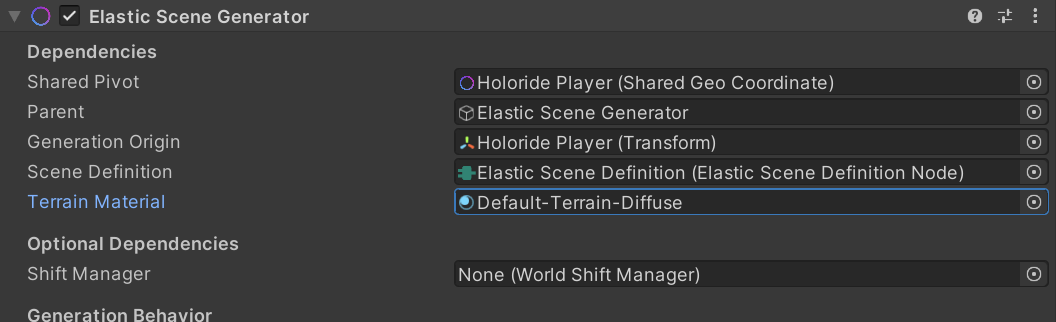 Elastic Scene Generator
Dependencies
Shared Pivot Holoride Player (Shared Geo Coordinate)
Parent Elastic Scene Generator
Generation Origin Holoride Player (Transform)
Scene Definition Elastic Scene Definition (Elastic Scene Definition Node)
Terrain Material Default-Terrain-Diffuse
Optional Dependencies
Shift Manager None (World Shift Manager)
Generation Behavior